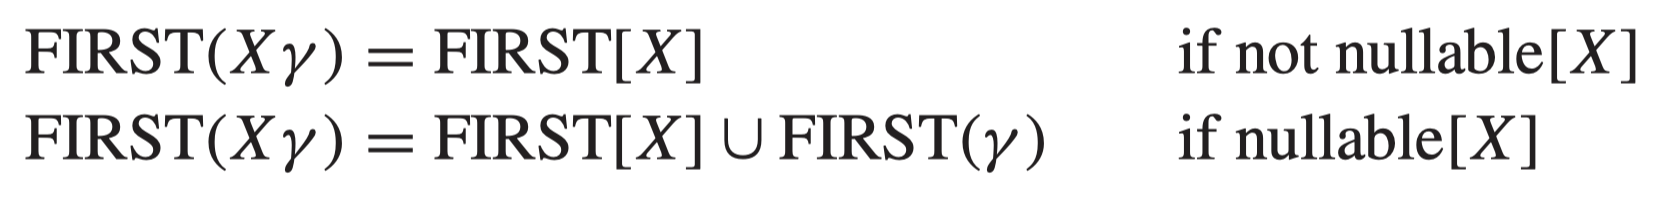 FIRST(Xγ) = FIRST[X] if not nullable[X]
FIRST(Xγ) = FIRST[X] ∪ FIRST(γ) if nullable[X]